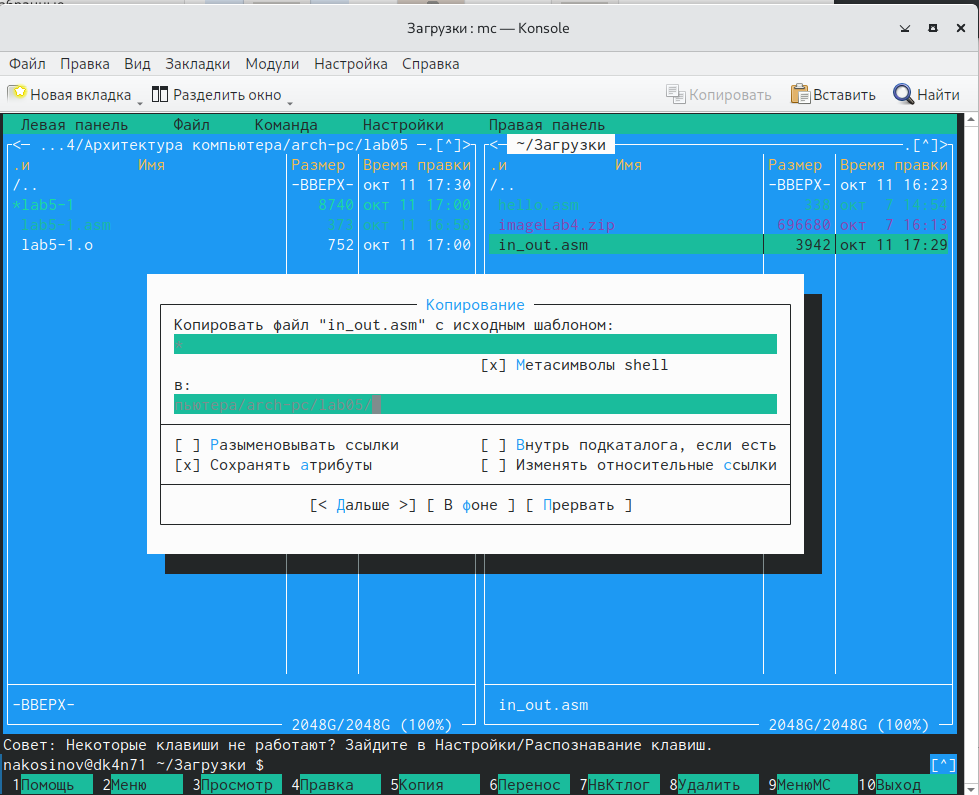 Загрузки : mc — Konsole
Файл Правка Вид Закладки Модули Настройка Справка
Новая вкладка Разделить окно Копировать Вставить Найти
Левая панель Файл Команда Настройки Правая панель
<— ...4/Архитектура компьютера/arch-pc/lab05 —.[^]> <— ~/Загрузки .[^]>
.и Имя Размер Время правки .и Имя Размер Время правки
/.. -ВВЕРХ- окт 11 17:30 /.. -ВВЕРХ- окт 11 16:23
*lab5-1 8740 окт 11 17:00 hello.asm 338 окт 7 14:54
lab5-1.asm 373 окт 11 16:58 imageLab4.zip 696680 окт 7 16:13
lab5-1.o 752 окт 11 17:00 in_out.asm 3942 окт 11 17:29
Копирование
Копировать файл "in_out.asm" с исходным шаблоном:
[x] Метасимволы shell
в:
пьютера/arch-pc/lab05/
[ ] Разыменовывать ссылки [ ] Внутрь подкаталога, если есть
[x] Сохранять атрибуты [ ] Изменять относительные ссылки
[< Дальше >] [ В фоне ] [ Прервать ]
-ВВЕРХ- in_out.asm
2048G/2048G (100%) 2048G/2048G (100%)
Совет: Некоторые клавиши не работают? Зайдите в Настройки/Распознавание клавиш.
nakosinov@dk4n71 ~/Загрузки $ [^]
1Помощь 2Меню 3Просмотр 4Правка 5Копия 6Перенос 7НвКтлог 8Удалить 9МенюМС 10Выход